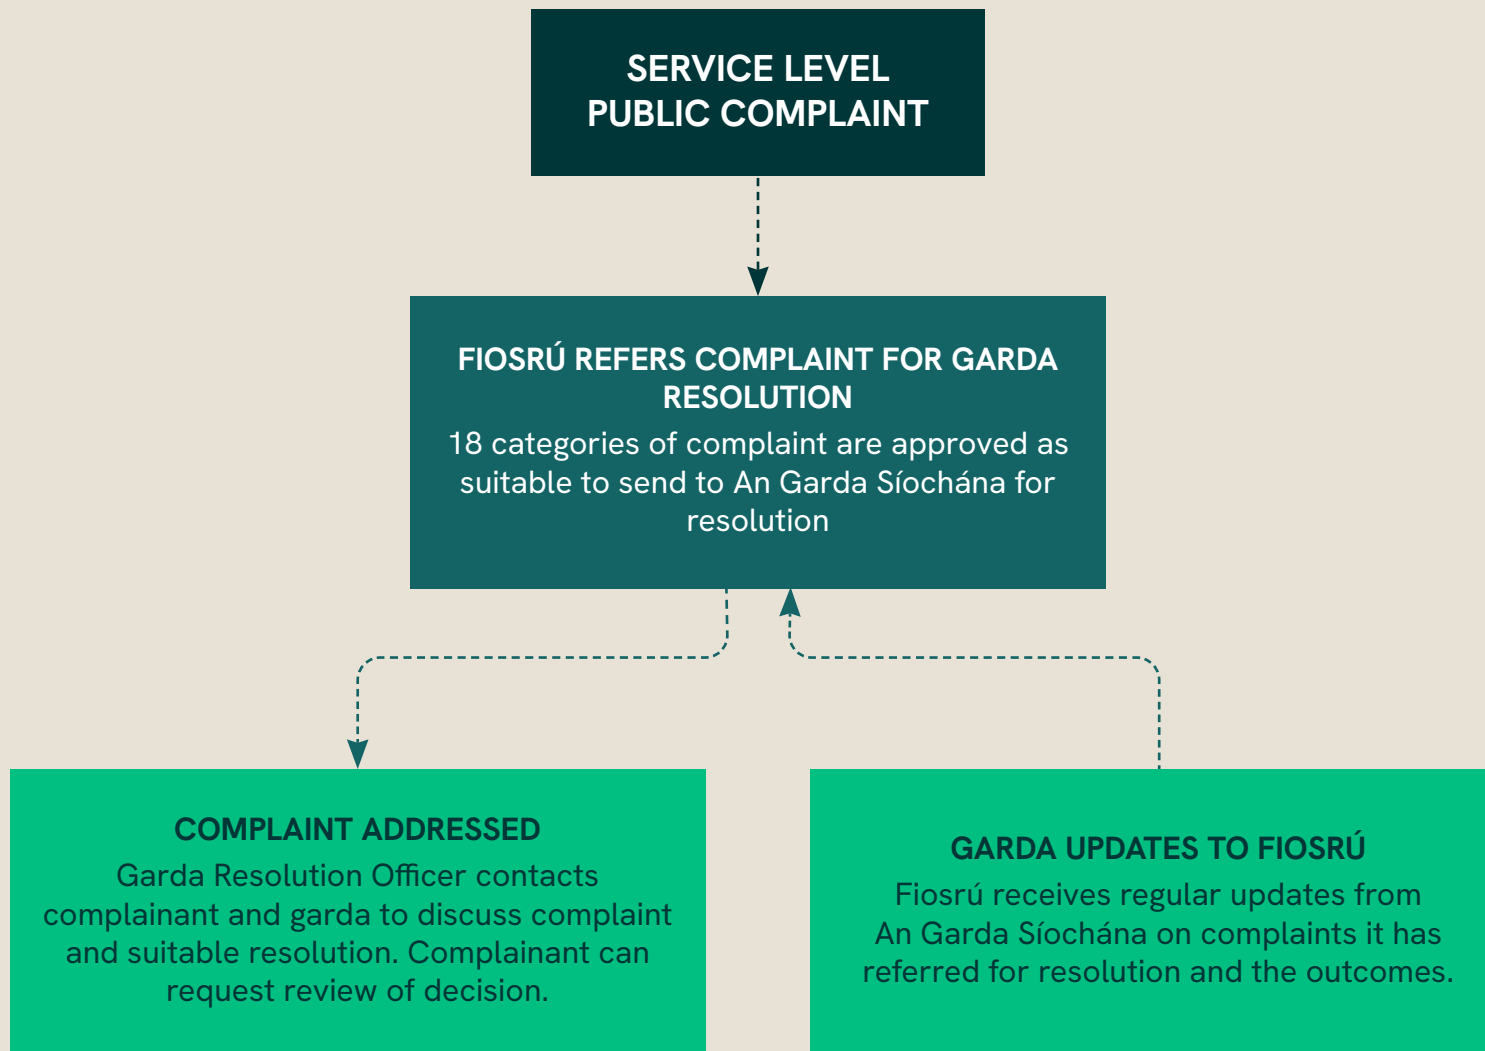 SERVICE LEVEL
PUBLIC COMPLAINT
FIOSRÚ REFERS COMPLAINT FOR GARDA
RESOLUTION
18 categories of complaint are approved as
suitable to send to An Garda Síochána for
resolution
COMPLAINT ADDRESSED
Garda Resolution Officer contacts
complainant and garda to discuss complaint
and suitable resolution. Complainant can
request review of decision.
GARDA UPDATES TO FIOSRÚ
Fiosrú receives regular updates from
An Garda Síochána on complaints it has
referred for resolution and the outcomes.